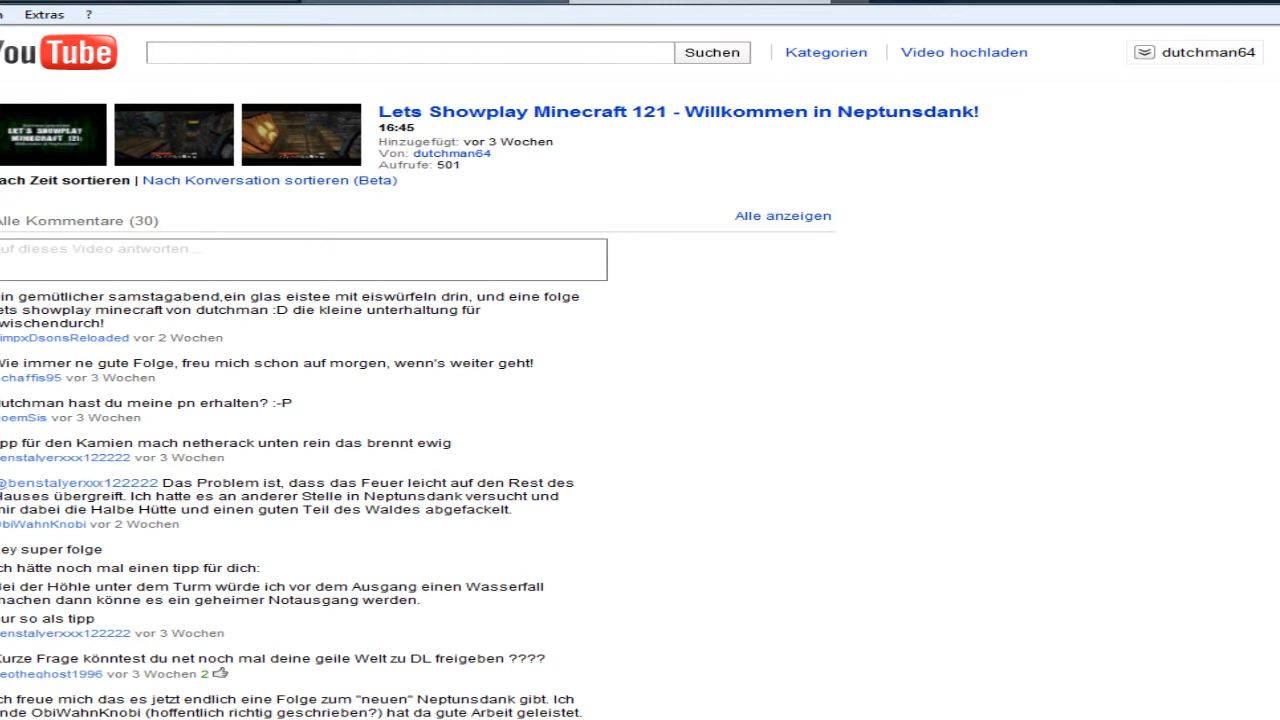 Extras ?
ou Tube Suchen Kategorien Video hochladen dutchman64
LET'S SHOWPLAY
MINECRAFT 121:
Lets Showplay Minecraft 121 - Willkommen in Neptunsdank!
16:45
Hinzugefügt: vor 3 Wochen
Von: dutchman64
Aufrufe: 501
ach Zeit sortieren | Nach Konversation sortieren (Beta)
Alle Kommentare (30) Alle anzeigen
uf dieses Video antworten...
in gemütlicher samstagabend,ein glas eistee mit eiswürfeln drin, und eine folge
ets showplay minecraft von dutchman :D die kleine unterhaltung für
wischendurch!
impxDsonsReloaded vor 2 Wochen
Wie immer ne gute Folge, freu mich schon auf morgen, wenn's weiter geht!
chaffis95 vor 3 Wochen
utchman hast du meine pn erhalten? :-P
oemSis vor 3 Wochen
pp für den Kamien mach netherack unten rein das brennt ewig
enstalyerxxx122222 vor 3 Wochen
@benstalyerxxx122222 Das Problem ist, dass das Feuer leicht auf den Rest des
Hauses übergreift. Ich hatte es an anderer Stelle in Neptunsdank versucht und
mir dabei die Halbe Hütte und einen guten Teil des Waldes abgefackelt.
ObiWahnKnobi vor 2 Wochen
ey super folge
ch hätte noch mal einen tipp für dich:
Bei der Höhle unter dem Turm würde ich vor dem Ausgang einen Wasserfall
machen dann könne es ein geheimer Notausgang werden.
ur so als tipp
enstalyerxxx122222 vor 3 Wochen
Kurze Frage könntest du net noch mal deine geile Welt zu DL freigeben ????
eotheghost1996 vor 3 Wochen 2
ch freue mich das es jetzt endlich eine Folge zum "neuen" Neptunsdank gibt. Ich
nde ObiWahnKnobi (hoffentlich richtig geschrieben?) hat da gute Arbeit geleistet.